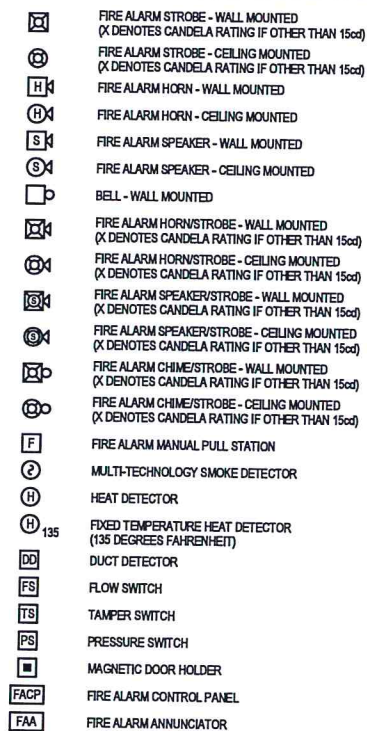 FIRE ALARM STROBE - WALL MOUNTED
(X DENOTES CANDELA RATING IF OTHER THAN 15cd)
FIRE ALARM STROBE - CEILING MOUNTED
(X DENOTES CANDELA RATING IF OTHER THAN 15cd)
H FIRE ALARM HORN - WALL MOUNTED
H FIRE ALARM HORN - CEILING MOUNTED
S FIRE ALARM SPEAKER - WALL MOUNTED
S FIRE ALARM SPEAKER - CEILING MOUNTED
BELL - WALL MOUNTED
FIRE ALARM HORN/STROBE - WALL MOUNTED
(X DENOTES CANDELA RATING IF OTHER THAN 15cd)
FIRE ALARM HORN/STROBE - CEILING MOUNTED
(X DENOTES CANDELA RATING IF OTHER THAN 15cd)
S FIRE ALARM SPEAKER/STROBE - WALL MOUNTED
(X DENOTES CANDELA RATING IF OTHER THAN 15cd)
S FIRE ALARM SPEAKER/STROBE - CEILING MOUNTED
(X DENOTES CANDELA RATING IF OTHER THAN 15cd)
FIRE ALARM CHIME/STROBE - WALL MOUNTED
(X DENOTES CANDELA RATING IF OTHER THAN 15cd)
FIRE ALARM CHIME/STROBE - CEILING MOUNTED
(X DENOTES CANDELA RATING IF OTHER THAN 15cd)
F FIRE ALARM MANUAL PULL STATION
MULTI-TECHNOLOGY SMOKE DETECTOR
H HEAT DETECTOR
H 135 FIXED TEMPERATURE HEAT DETECTOR
(135 DEGREES FAHRENHEIT)
DD DUCT DETECTOR
FS FLOW SWITCH
TS TAMPER SWITCH
PS PRESSURE SWITCH
MAGNETIC DOOR HOLDER
FACP FIRE ALARM CONTROL PANEL
FAA FIRE ALARM ANNUNCIATOR